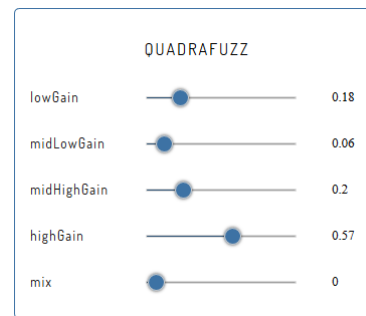 QUADRAFUZZ
lowGain 0.18
midLowGain 0.06
midHighGain 0.2
highGain 0.57
mix 0